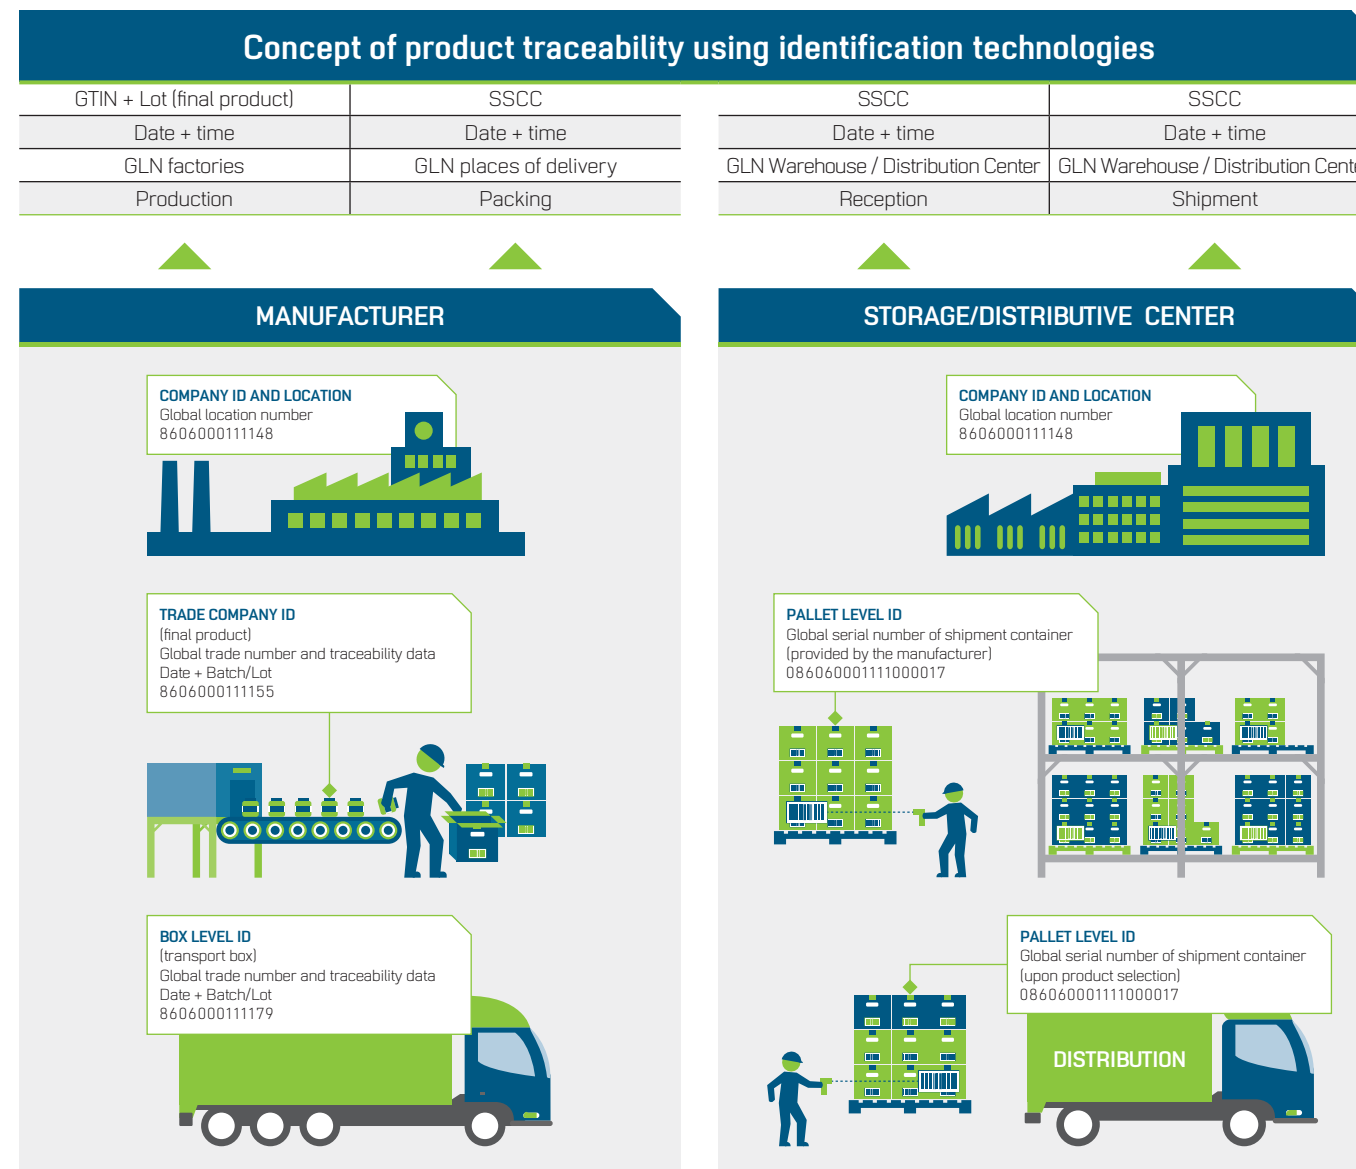 Concept of product traceability using identification technologies
GTIN + Lot (final product)
SSCC
Date + time
Date + time
GLN factories
GLN places of delivery
Production
Packing
SSCC
SSCC
Date + time
Date + time
GLN Warehouse / Distribution Center
GLN Warehouse / Distribution Cente
Reception
Shipment
MANUFACTURER
COMPANY ID AND LOCATION
Global location number
8606000111148
TRADE COMPANY ID
(final product)
Global trade number and traceability data
Date + Batch/Lot
8606000111155
BOX LEVEL ID
(transport box)
Global trade number and traceability data
Date + Batch/Lot
8606000111179
STORAGE/DISTRIBUTIVE CENTER
COMPANY ID AND LOCATION
Global location number
8606000111148
PALLET LEVEL ID
Global serial number of shipment container
(provided by the manufacturer)
086060001111000017
PALLET LEVEL ID
Global serial number of shipment container
(upon product selection)
086060001111000017
DISTRIBUTION